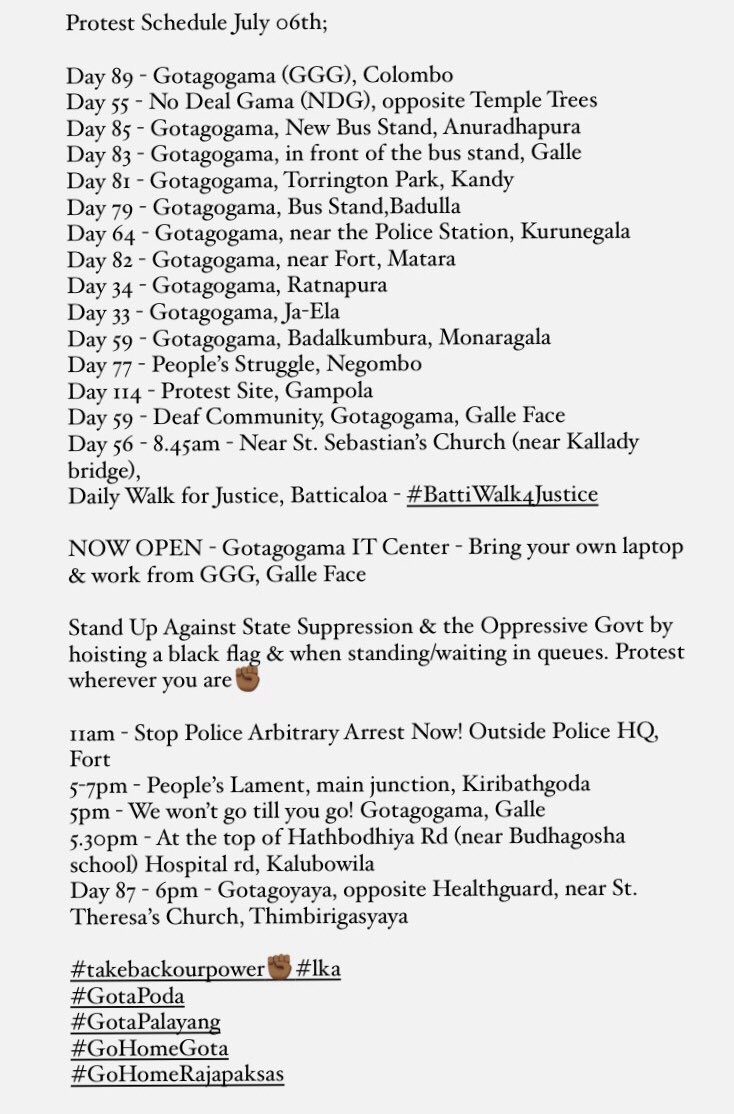 Protest Schedule July 06th;
Day 89 - Gotagogama (GGG), Colombo
Day 55 - No Deal Gama (NDG), opposite Temple Trees
Day 85 - Gotagogama, New Bus Stand, Anuradhapura
Day 83 - Gotagogama, in front of the bus stand, Galle
Day 81 - Gotagogama, Torrington Park, Kandy
Day 79 - Gotagogama, Bus Stand,Badulla
Day 64 - Gotagogama, near the Police Station, Kurunegala
Day 82 - Gotagogama, near Fort, Matara
Day 34 - Gotagogama, Ratnapura
Day 33 - Gotagogama, Ja-Ela
Day 59 - Gotagogama, Badalkumbura, Monaragala
Day 77 - People's Struggle, Negombo
Day 114 - Protest Site, Gampola
Day 59 - Deaf Community, Gotagogama, Galle Face
Day 56 - 8.45am - Near St. Sebastian's Church (near Kallady
bridge),
Daily Walk for Justice, Batticaloa - #BattiWalk4Justice
NOW OPEN - Gotagogama IT Center - Bring your own laptop
& work from GGG, Galle Face
Stand Up Against State Suppression & the Oppressive Govt by
hoisting a black flag & when standing/waiting in queues. Protest
wherever you are✊🏾
11am - Stop Police Arbitrary Arrest Now! Outside Police HQ,
Fort
5-7pm - People's Lament, main junction, Kiribathgoda
5pm - We won't go till you go! Gotagogama, Galle
5.30pm - At the top of Hathbodhiya Rd (near Budhagosha
school) Hospital rd, Kalubowila
Day 87 - 6pm - Gotagoyaya, opposite Healthguard, near St.
Theresa's Church, Thimbirigasyaya
#takebackourpower✊🏾#lka
#GotaPoda
#GotaPalayang
#GoHomeGota
#GoHomeRajapaksas